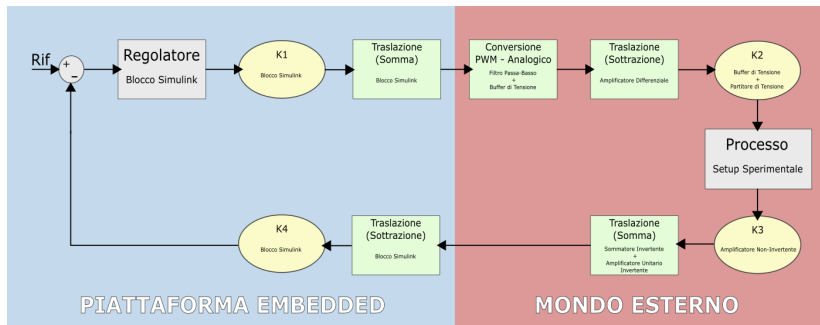 Rif
+
−
Regolatore
Blocco Simulink
K1
Blocco Simulink
Traslazione
(Somma)
Blocco Simulink
Conversione
PWM - Analogico
Filtro Passa-Basso
+
Buffer di Tensione
Traslazione
(Sottrazione)
Amplificatore Differenziale
K2
Buffer di Tensione
+
Partitore di Tensione
Processo
Setup Sperimentale
K4
Blocco Simulink
Traslazione
(Sottrazione)
Blocco Simulink
Traslazione
(Somma)
Sommatore Invertente
+
Amplificatore Unitario
Invertente
K3
Amplificatore Non-Invertente
PIATTAFORMA EMBEDDED
MONDO ESTERNO